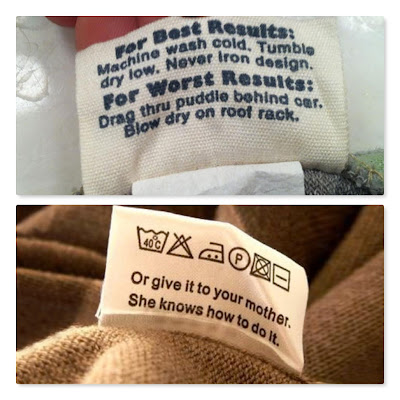 For Best Results:
Machine wash cold. Tumble
dry low. Never iron design.
For Worst Results:
Drag thru puddle behind car.
Blow dry on roof rack.
40°C P
Or give it to your mother.
She knows how to do it.